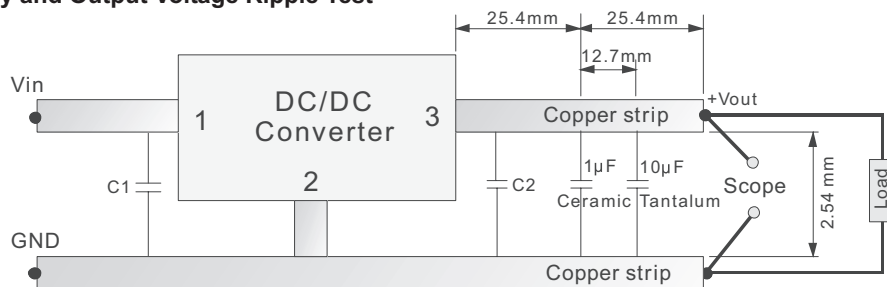 y and Output Voltage Ripple Test
25.4mm 25.4mm
12.7mm
Vin
DC/DC
Converter
1
3
2
Copper strip
+Vout
C1
C2
1μF
Ceramic
10μF
Tantalum
Scope
2.54 mm
Load
GND
Copper strip